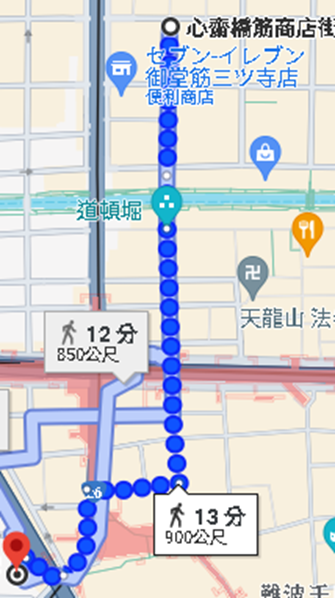 心齋橋筋商店街
セブン-イレブン
御堂筋三ツ寺店
便利商店
道頓堀
天龍山 法
12 分
850公尺
26
13 分
900公尺
難波千